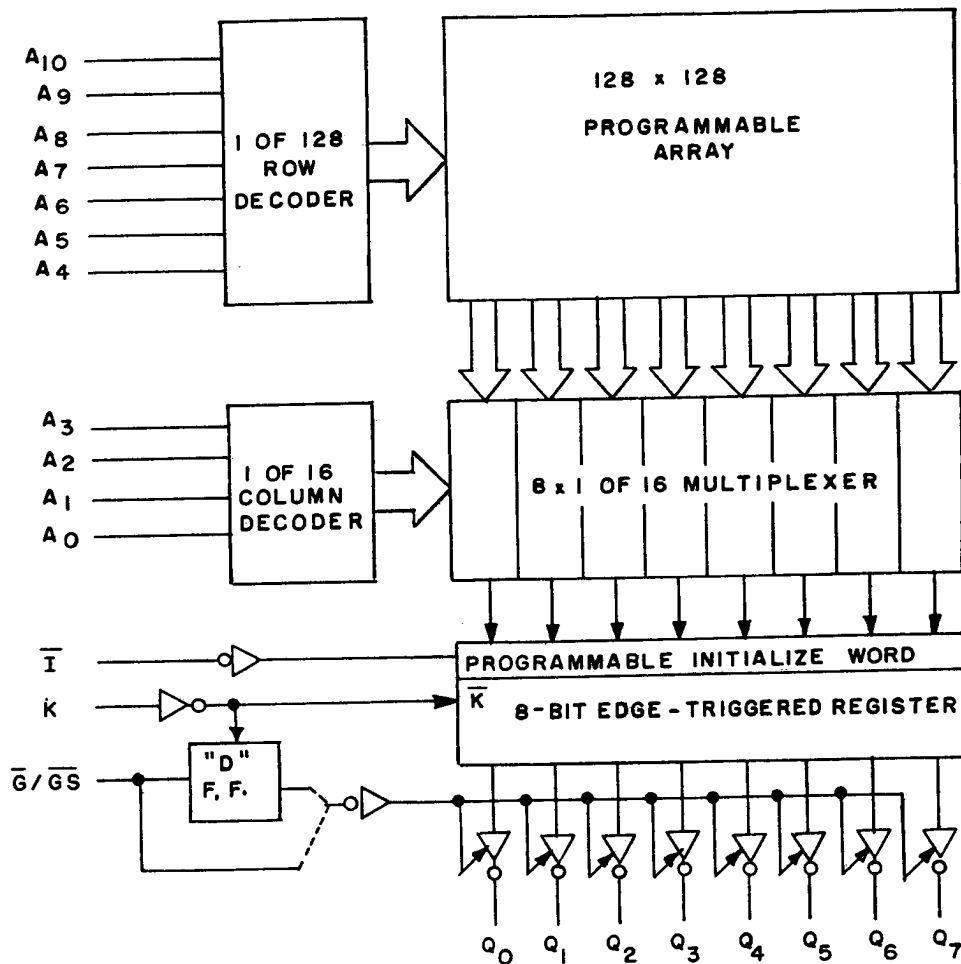 A10
A9
A8
A7
A6
A5
A4
1 OF 128
ROW
DECODER
128 x 128
PROGRAMMABLE
ARRAY
A3
A2
A1
A0
1 OF 16
COLUMN
DECODER
8 x 1 OF 16 MULTIPLEXER
I̅
K
G̅/G̅S̅
PROGRAMMABLE INITIALIZE WORD
K̅
8-BIT EDGE-TRIGGERED REGISTER
"D"
F.F.
Q0 Q1 Q2 Q3 Q4 Q5 Q6 Q7